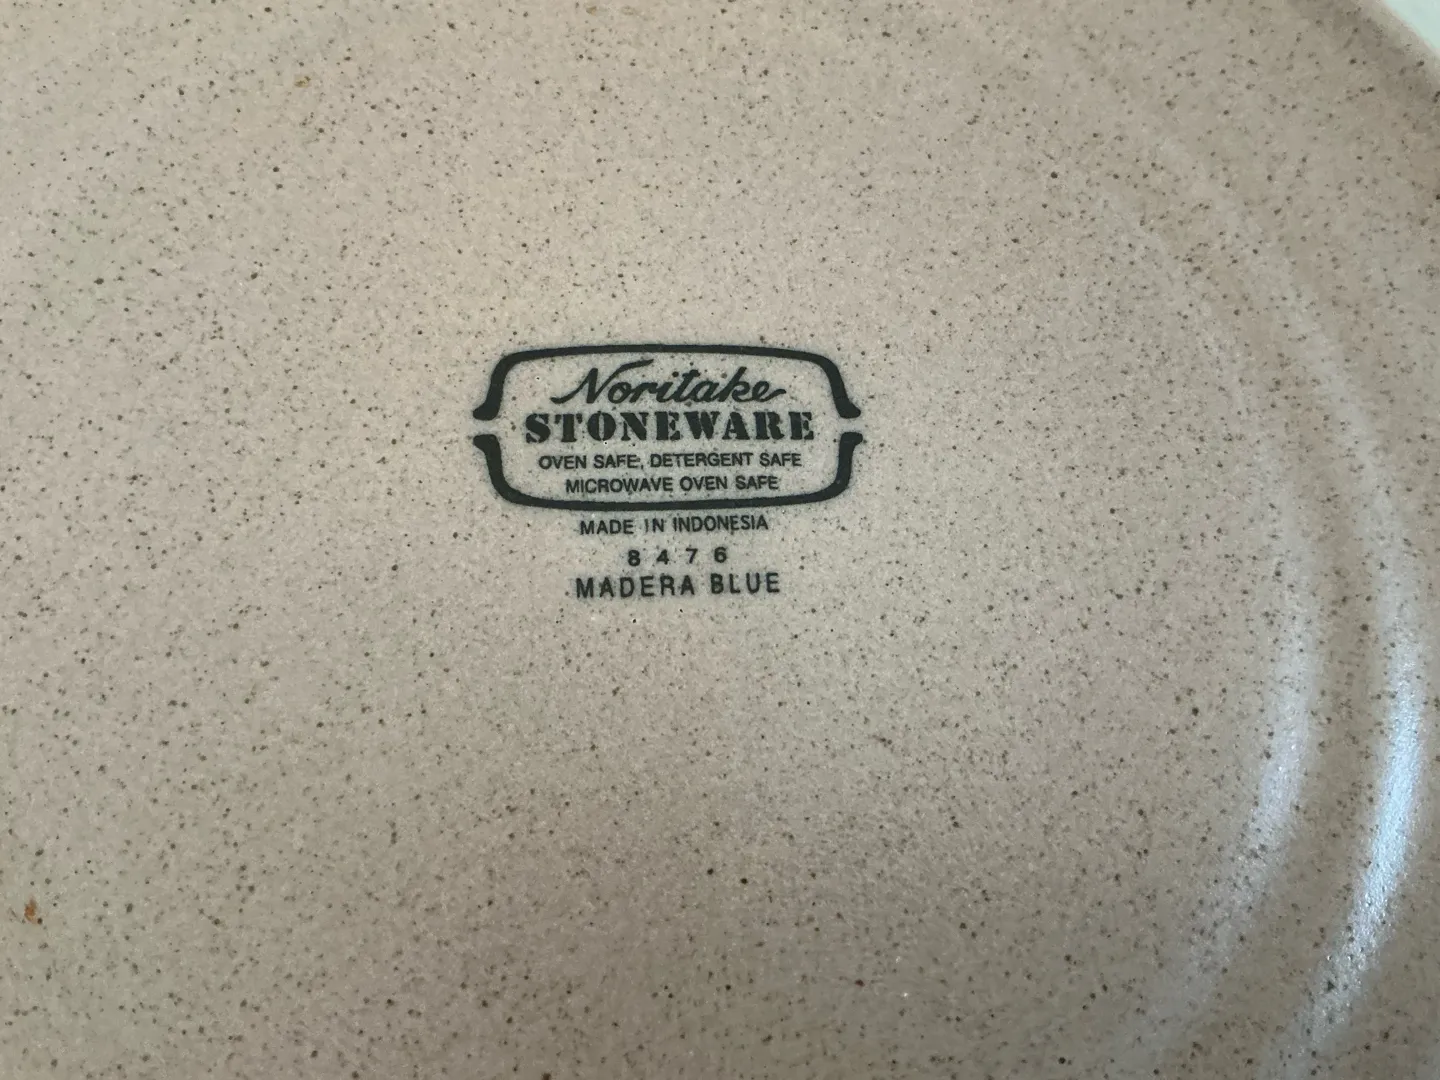 Noritake
STONEWARE
OVEN SAFE, DETERGENT SAFE
MICROWAVE OVEN SAFE
MADE IN INDONESIA
8476
MADERA BLUE